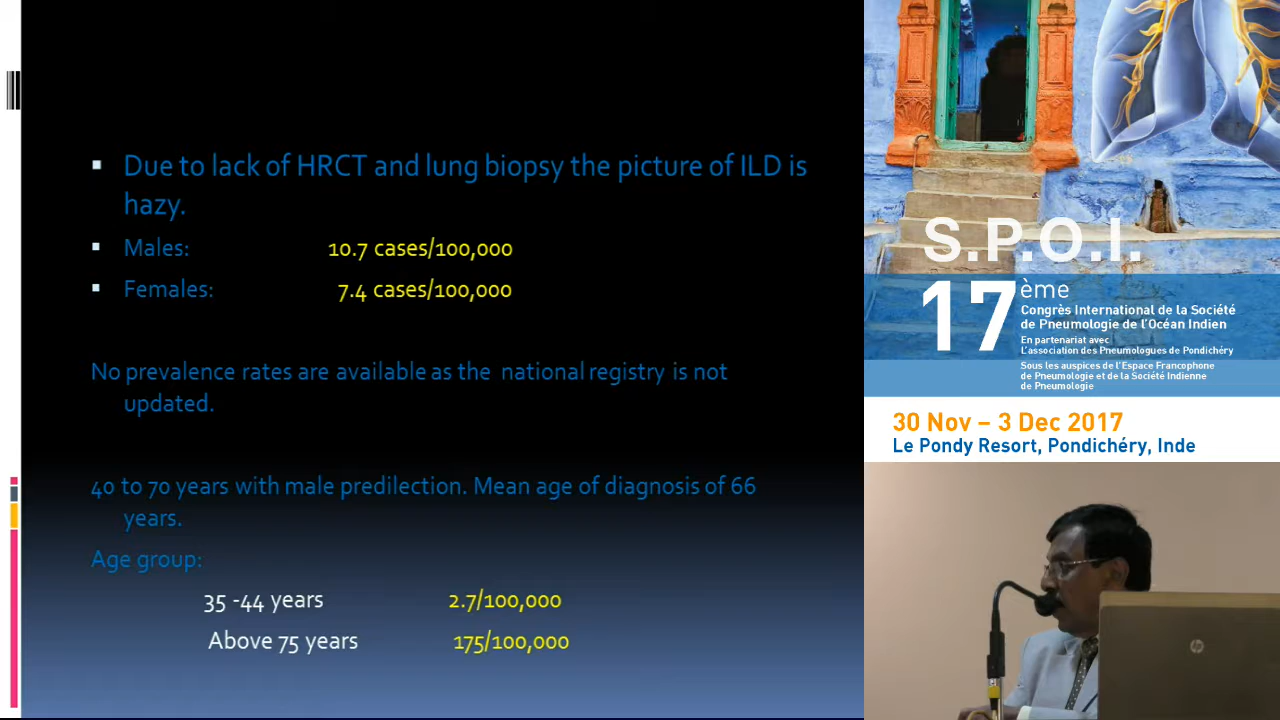 Due to lack of HRCT and lung biopsy the picture of ILD is
hazy.
Males: 10.7 cases/100,000
Females: 7.4 cases/100,000
No prevalence rates are available as the national registry is not
updated.
40 to 70 years with male predilection. Mean age of diagnosis of 66
years.
Age group:
35 -44 years 2.7/100,000
Above 75 years 175/100,000
S.P.O.I.
17ème
Congrès International de la Société
de Pneumologie de l'Océan Indien
En partenariat avec
L'association des Pneumologues de Pondichéry
Sous les auspices de l'Espace Francophone
de Pneumologie et de la Société Indienne
de Pneumologie
30 Nov – 3 Dec 2017
Le Pondy Resort, Pondichéry, Inde
hp